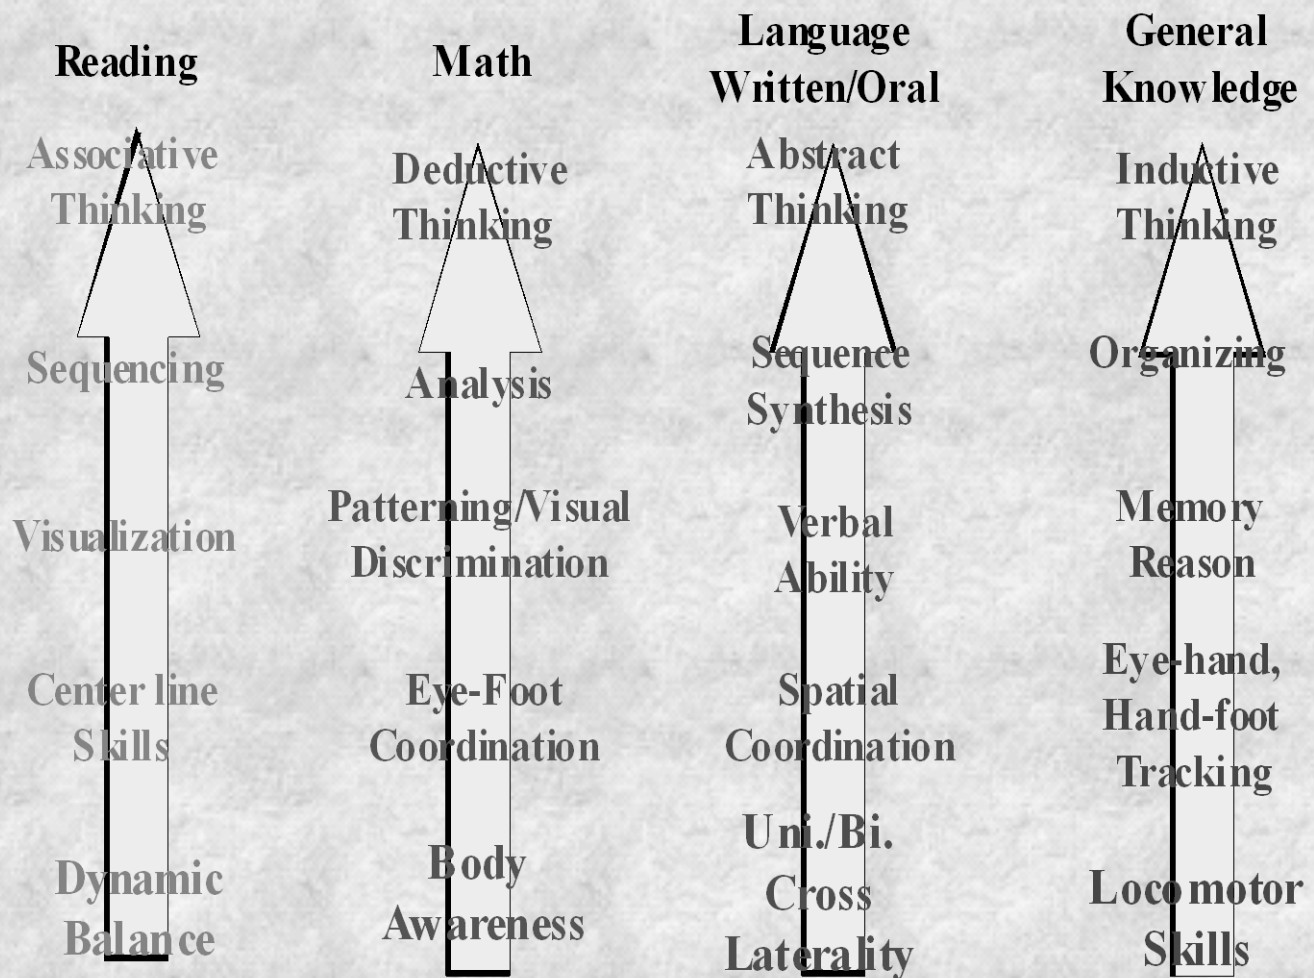 Reading
Associative
Thinking
Sequencing
Visualization
Center line
Skills
Dynamic
Balance
Math
Deductive
Thinking
Analysis
Patterning/Visual
Discrimination
Eye-Foot
Coordination
Body
Awareness
Language
Written/Oral
Abstract
Thinking
Sequence
Synthesis
Verbal
Ability
Spatial
Coordination
Uni./Bi.
Cross
Laterality
General
Knowledge
Inductive
Thinking
Organizing
Memory
Reason
Eye-hand,
Hand-foot
Tracking
Locomotor
Skills